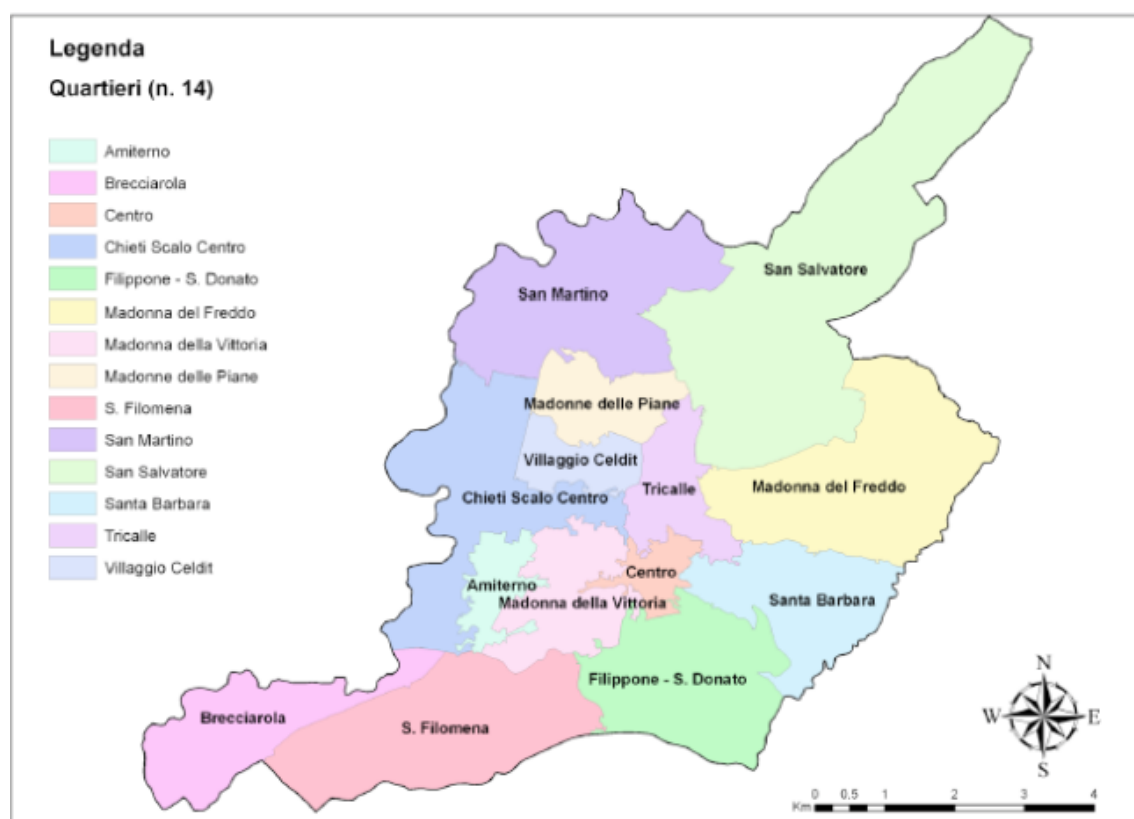 Legenda
Quartieri (n. 14)
Amiterno
Brecciarola
Centro
Chieti Scalo Centro
Filippone - S. Donato
Madonna del Freddo
Madonna della Vittoria
Madonne delle Piane
S. Filomena
San Martino
San Salvatore
Santa Barbara
Tricalle
Villaggio Celdit
San Salvatore
San Martino
Madonne delle Piane
Villaggio Celdit
Tricalle
Madonna del Freddo
Chieti Scalo Centro
Centro
Amiterno
Madonna della Vittoria
Santa Barbara
Filippone - S. Donato
Brecciarola
S. Filomena
N
W E
S
0 0.5 1 2 3 4
Km